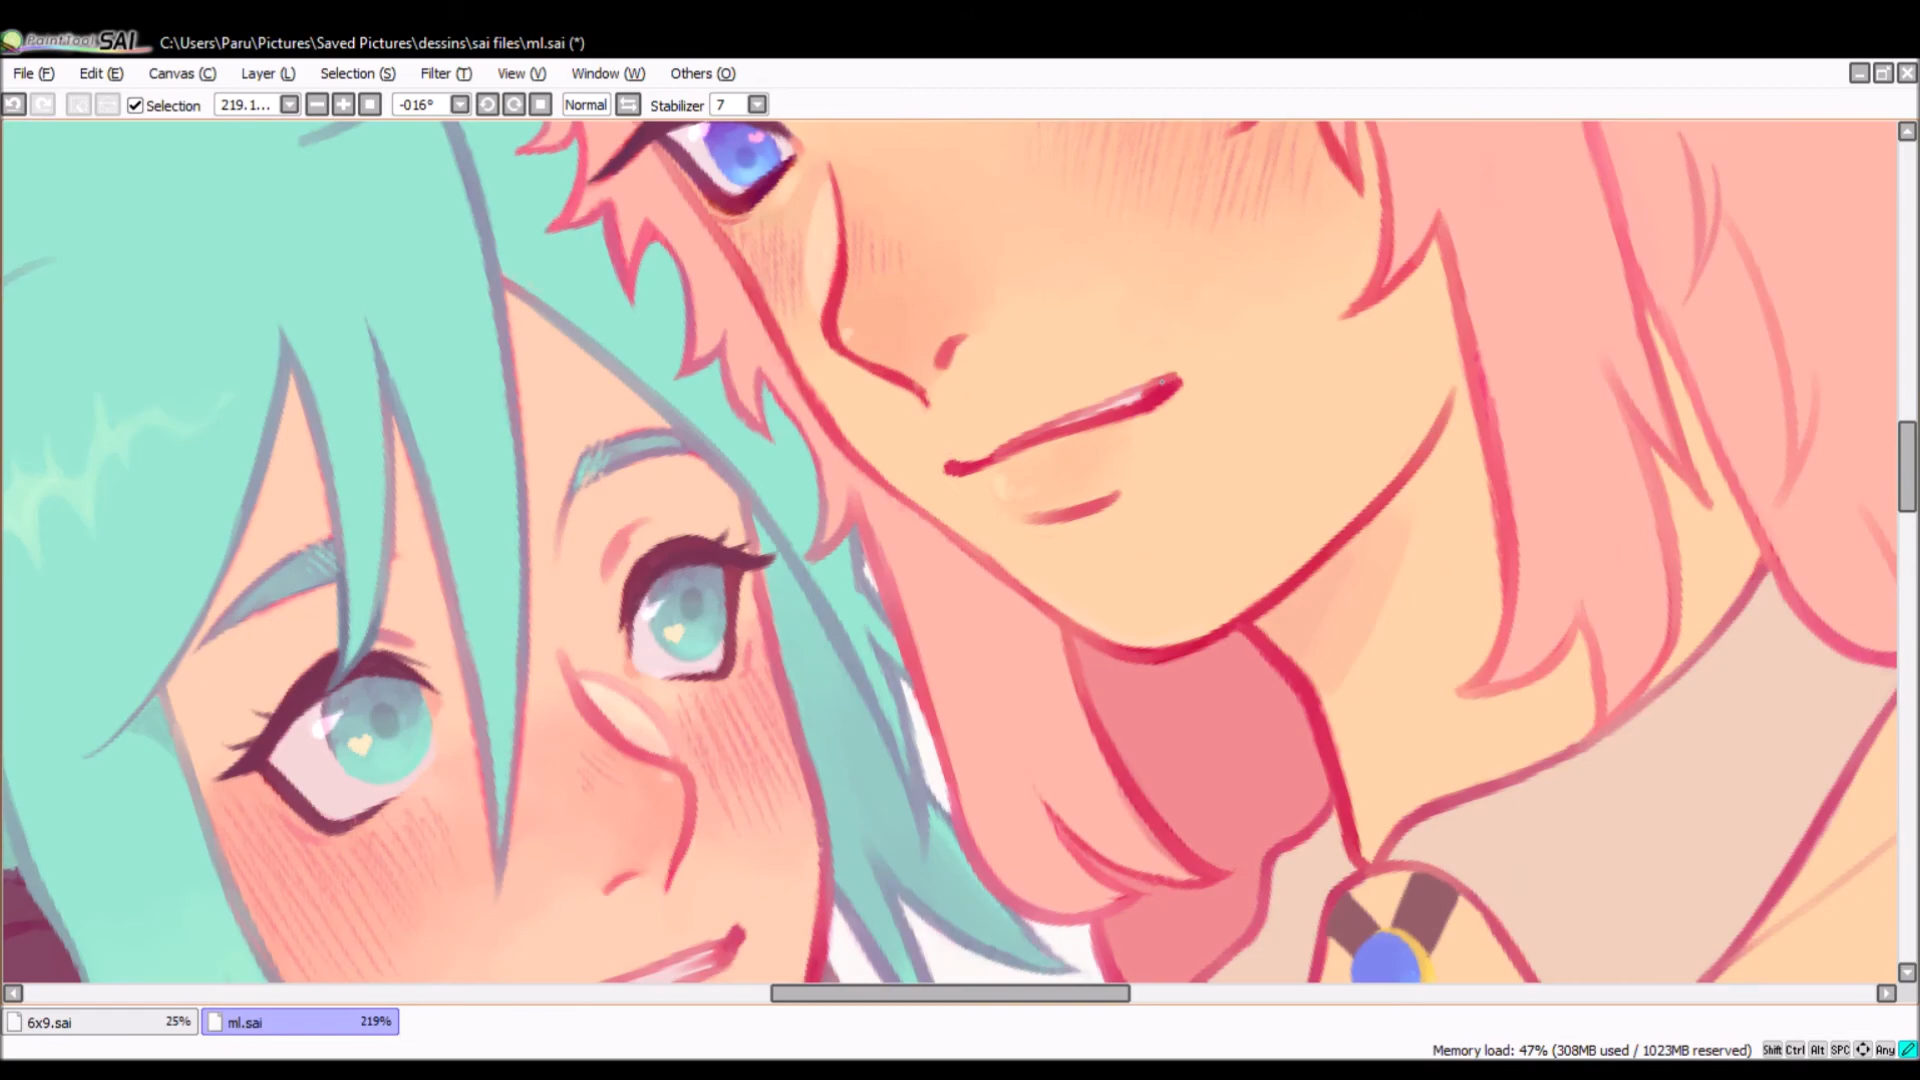 PaintTool SAI C:\Users\Paru\Pictures\Saved Pictures\dessins\sai files\ml.sai (*)
File (F) Edit (E) Canvas (C) Layer (L) Selection (S) Filter (T) View (V) Window (W) Others (O)
Selection 219.1... -016° Normal Stabilizer 7
6x9.sai 25% ml.sai 219%
Memory load: 47% (308MB used / 1023MB reserved) Shift Ctrl Alt SPC Any